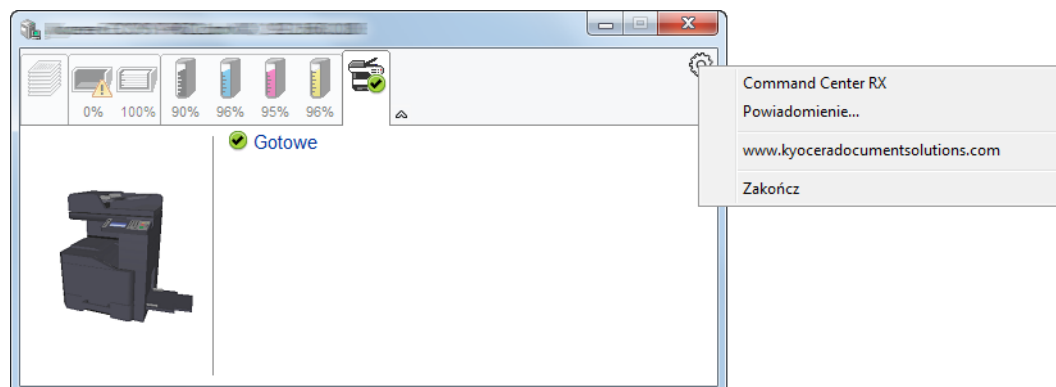 0% 100% 90% 96% 95% 96%
Gotowe
Command Center RX
Powiadomienie...
www.kyoceradocumentsolutions.com
Zakończ